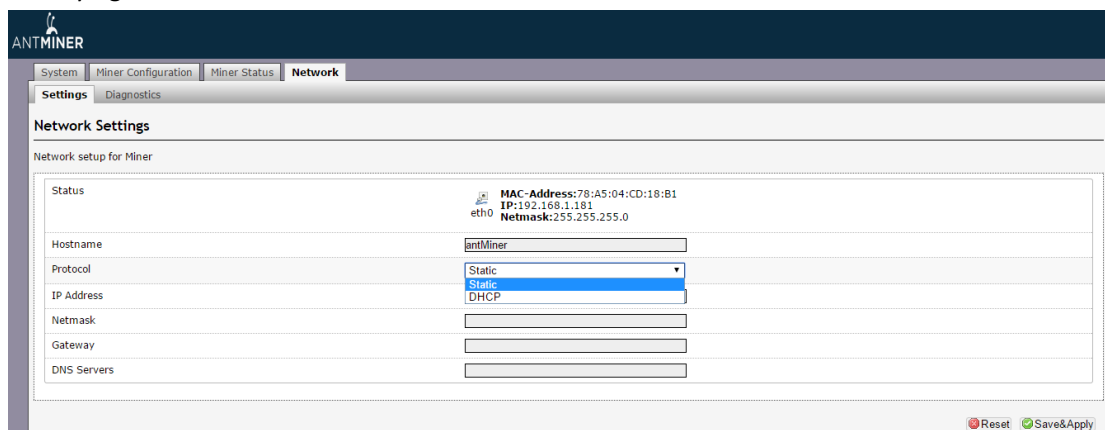 ANTMINER
System Miner Configuration Miner Status Network
Settings Diagnostics
Network Settings
Network setup for Miner
Status
MAC-Address:78:A5:04:CD:18:B1
IP:192.168.1.181
eth0 Netmask:255.255.255.0
Hostname antMiner
Protocol Static
Static
IP Address DHCP
Netmask
Gateway
DNS Servers
Reset Save&Apply